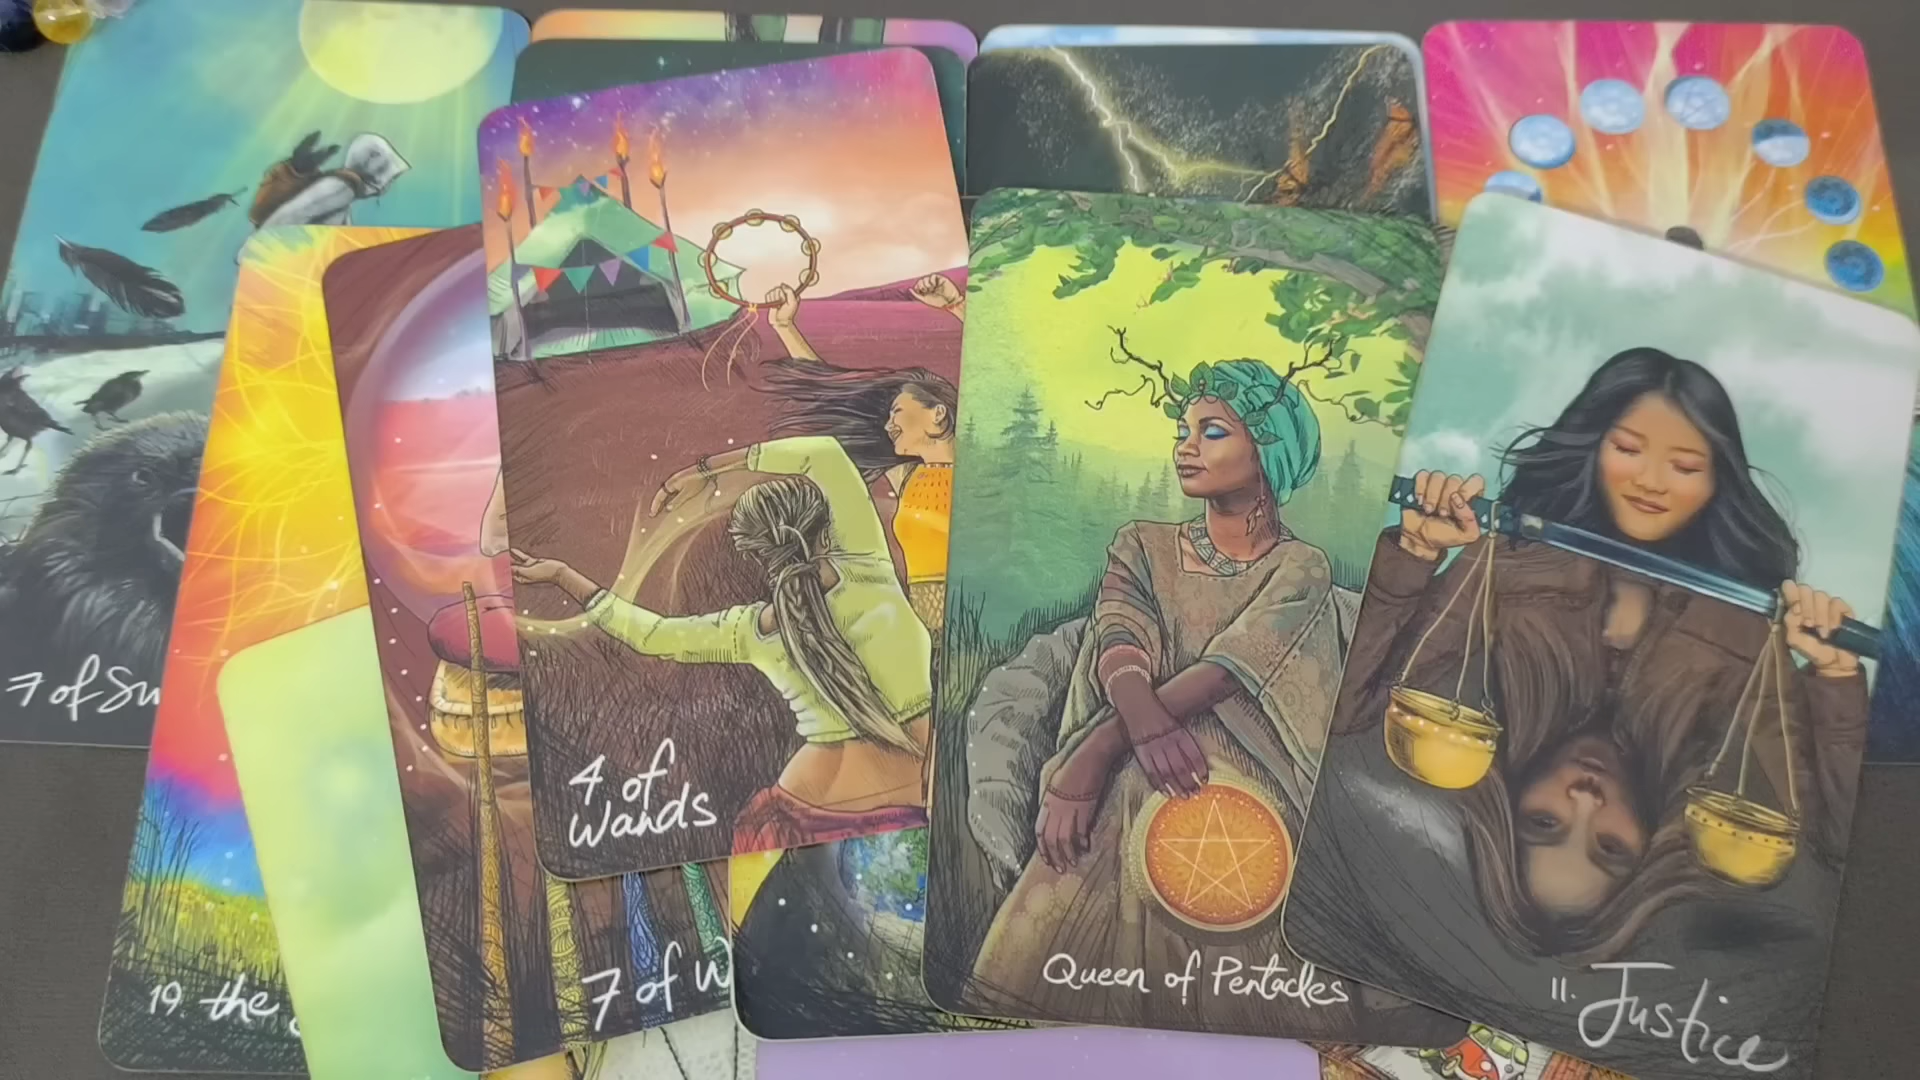 7 of Sw
19. the
7 of W
4 of
Wands
Queen of Pentacles
11. Justice